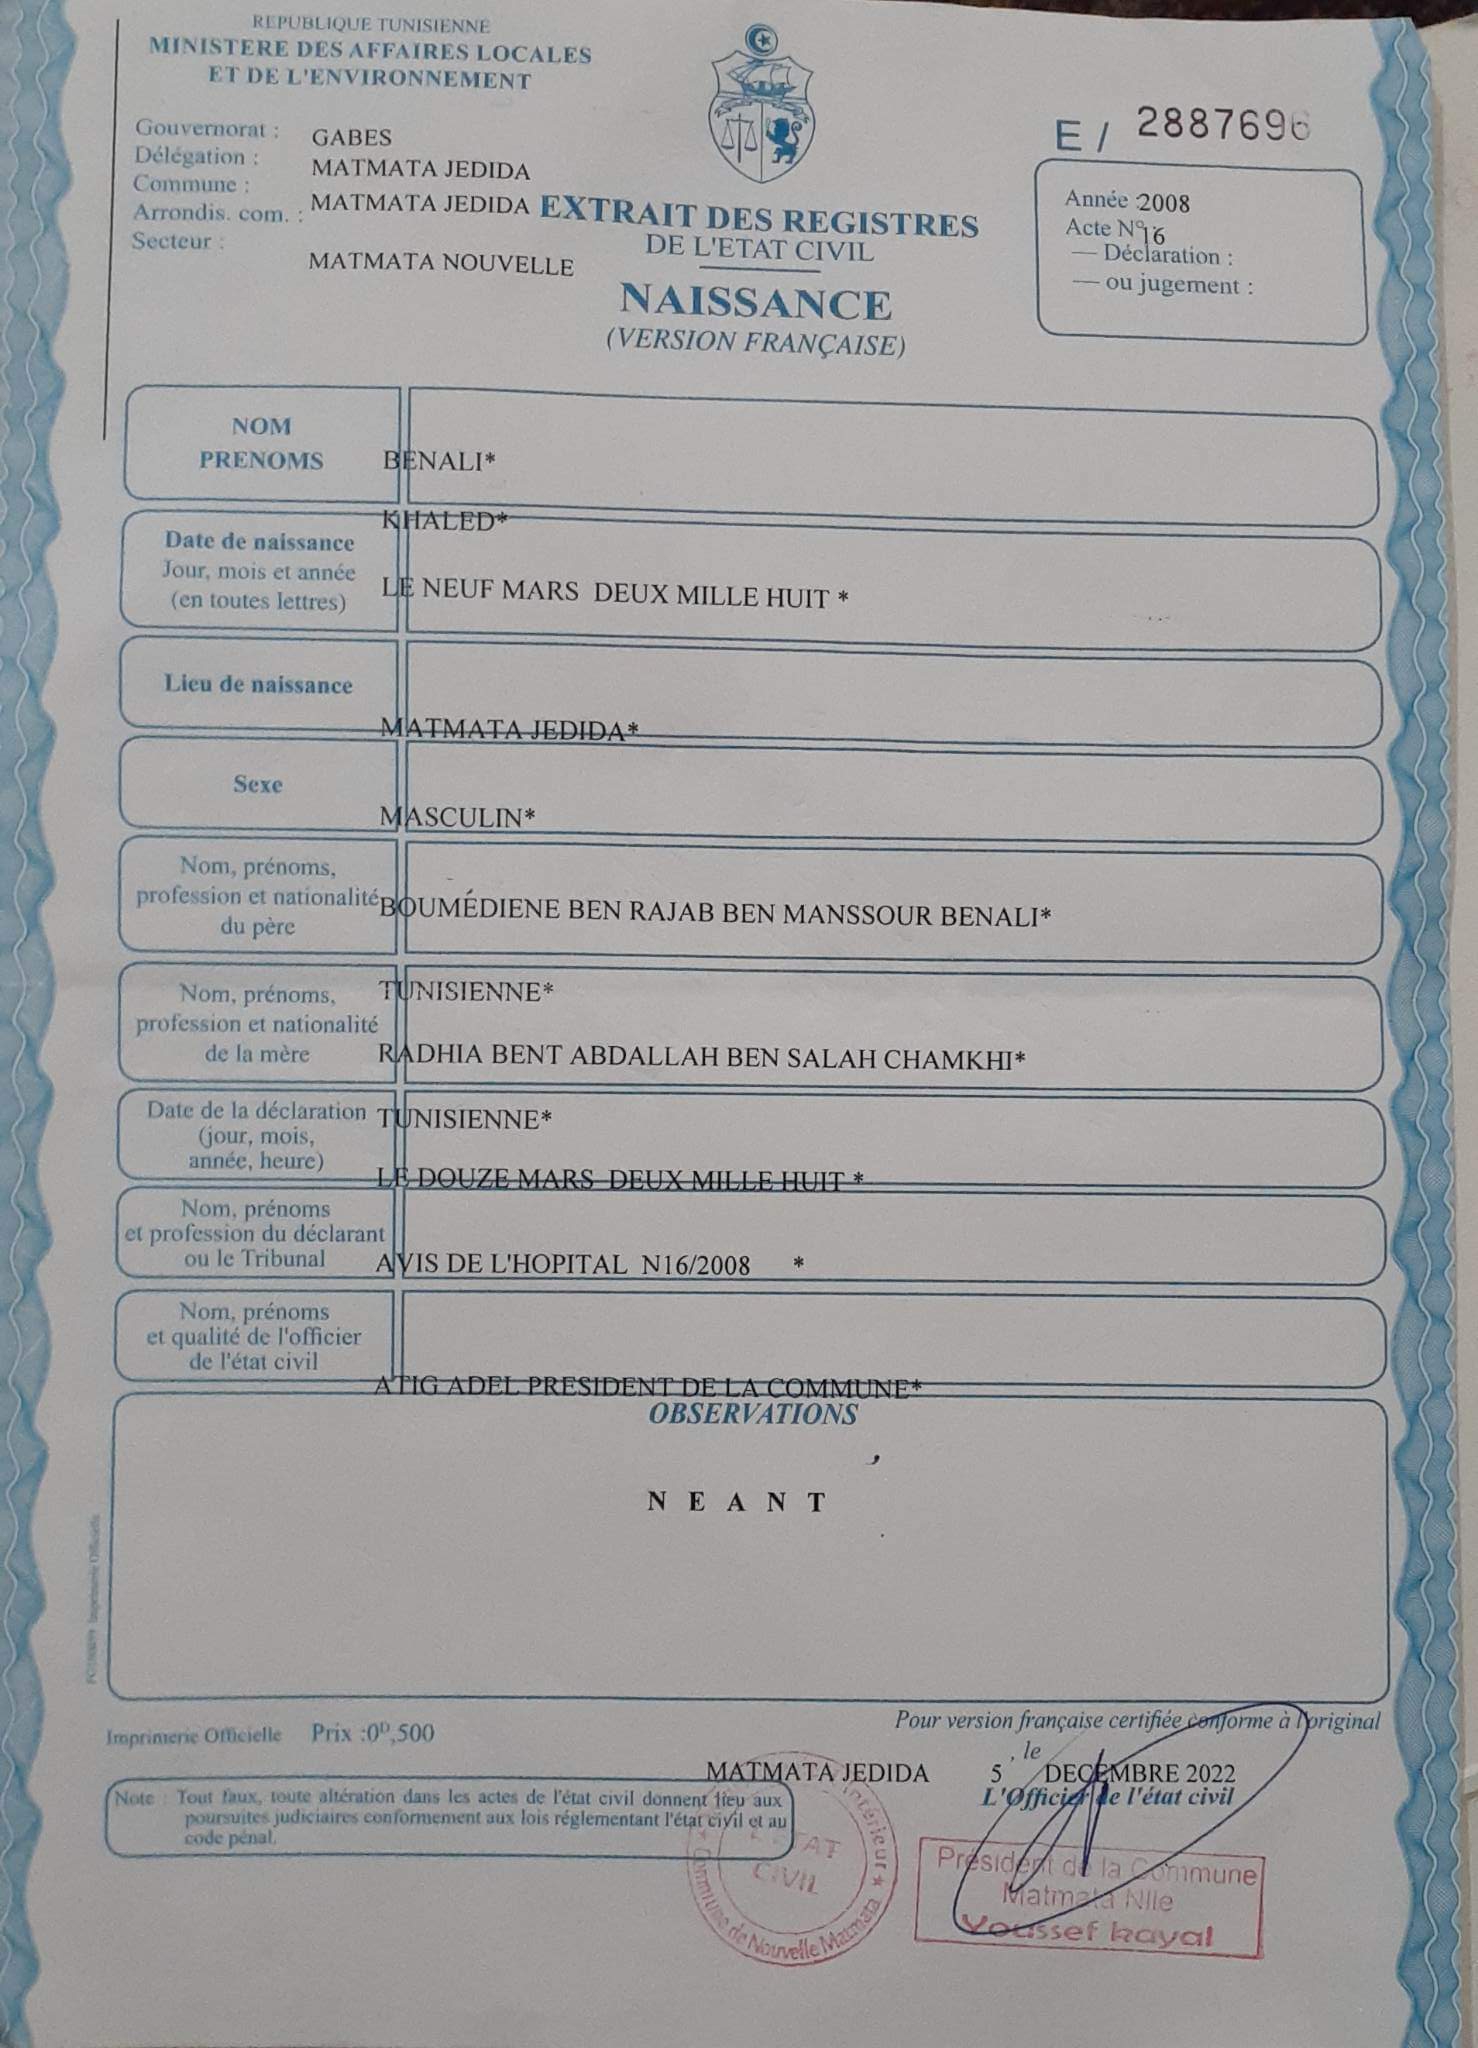 REPUBLIQUE TUNISIENNE
MINISTERE DES AFFAIRES LOCALES
ET DE L'ENVIRONNEMENT
Gouvernorat : GABES
Délégation : MATMATA JEDIDA
Commune : MATMATA JEDIDA
Arrondis. com. :
Secteur : MATMATA NOUVELLE
E / 2887696
EXTRAIT DES REGISTRES
DE L'ETAT CIVIL
NAISSANCE
(VERSION FRANÇAISE)
Année :2008
Acte N° 16
— Déclaration :
— ou jugement :
NOM
PRENOMS
BENALI*
KHALED*
Date de naissance
Jour, mois et année
(en toutes lettres)
LE NEUF MARS DEUX MILLE HUIT *
Lieu de naissance
MATMATA JEDIDA*
Sexe
MASCULIN*
Nom, prénoms,
profession et nationalité
du père
BOUMÉDIENE BEN RAJAB BEN MANSSOUR BENALI*
TUNISIENNE*
Nom, prénoms,
profession et nationalité
de la mère
RADHIA BENT ABDALLAH BEN SALAH CHAMKHI*
TUNISIENNE*
Date de la déclaration
(jour, mois,
année, heure)
LE DOUZE MARS DEUX MILLE HUIT *
Nom, prénoms
et profession du déclarant
ou le Tribunal
AVIS DE L'HOPITAL N16/2008 *
Nom, prénoms
et qualité de l'officier
de l'état civil
ATIG ADEL PRESIDENT DE LA COMMUNE*
OBSERVATIONS
N E A N T
Imprimerie Officielle Prix :0ᴰ,500
Pour version française certifiée conforme à l'original
, le
MATMATA JEDIDA 5 DECEMBRE 2022
L'Officier de l'état civil
Note : Tout faux, toute altération dans les actes de l'état civil donnent lieu aux
poursuites judiciaires conformement aux lois réglementant l'état civil et au
code pénal.
Intérieur * Commune de Nouvelle Matmata *
ETAT
CIVIL
Président de la Commune
Matmata Nlle
Youssef kayal
Imprimerie Officielle